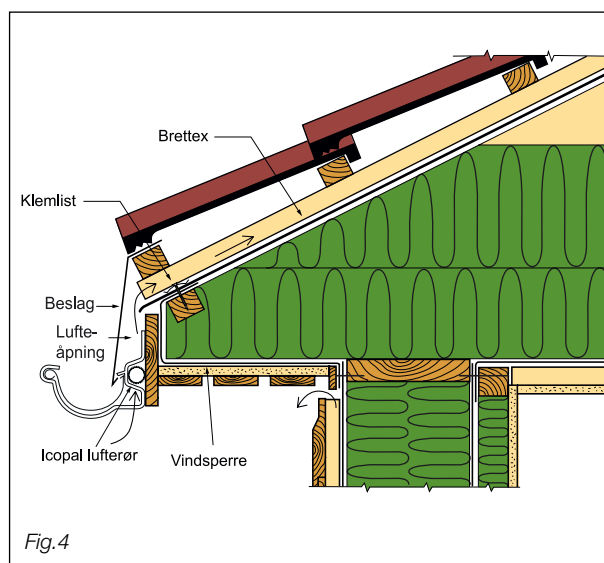 Brettex
Klemlist
Beslag
Lufte-
åpning
Icopal lufterør
Vindsperre
Fig.4